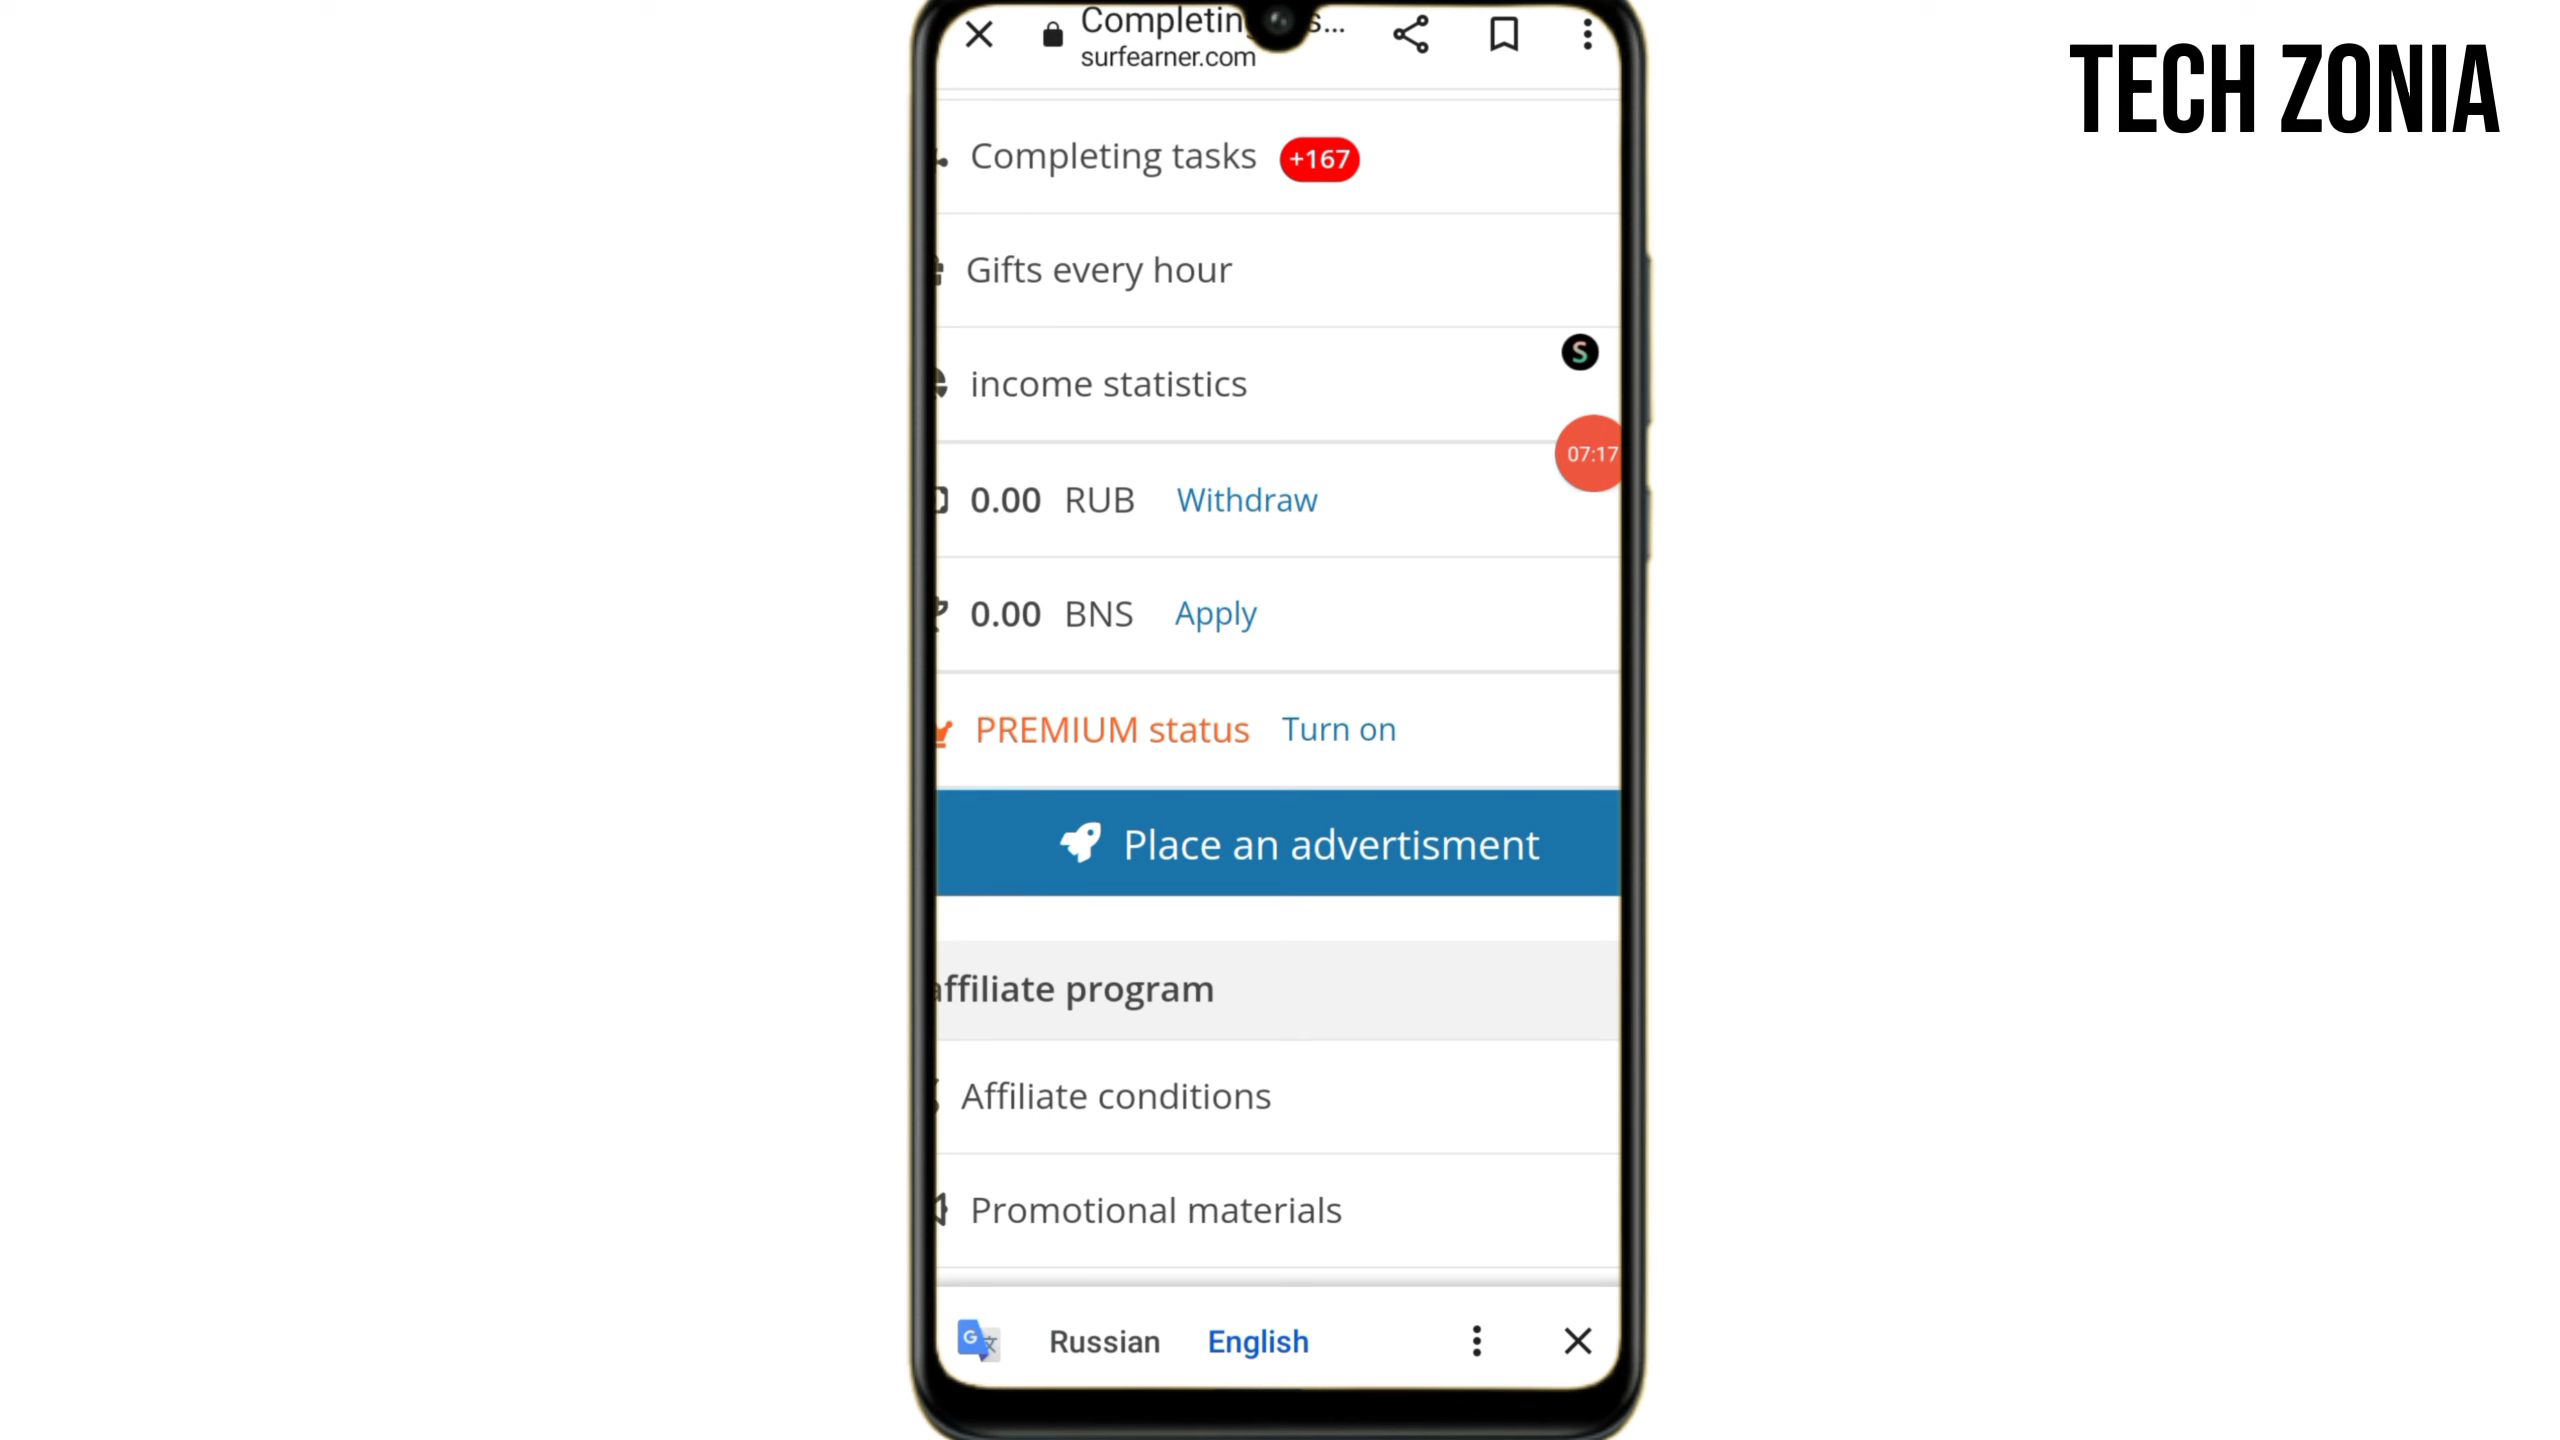 TECH ZONIA
Completin s...
surfearner.com
Completing tasks +167
Gifts every hour
S
income statistics
07:17
0.00 RUB Withdraw
0.00 BNS Apply
PREMIUM status Turn on
Place an advertisment
affiliate program
Affiliate conditions
Promotional materials
G Russian English